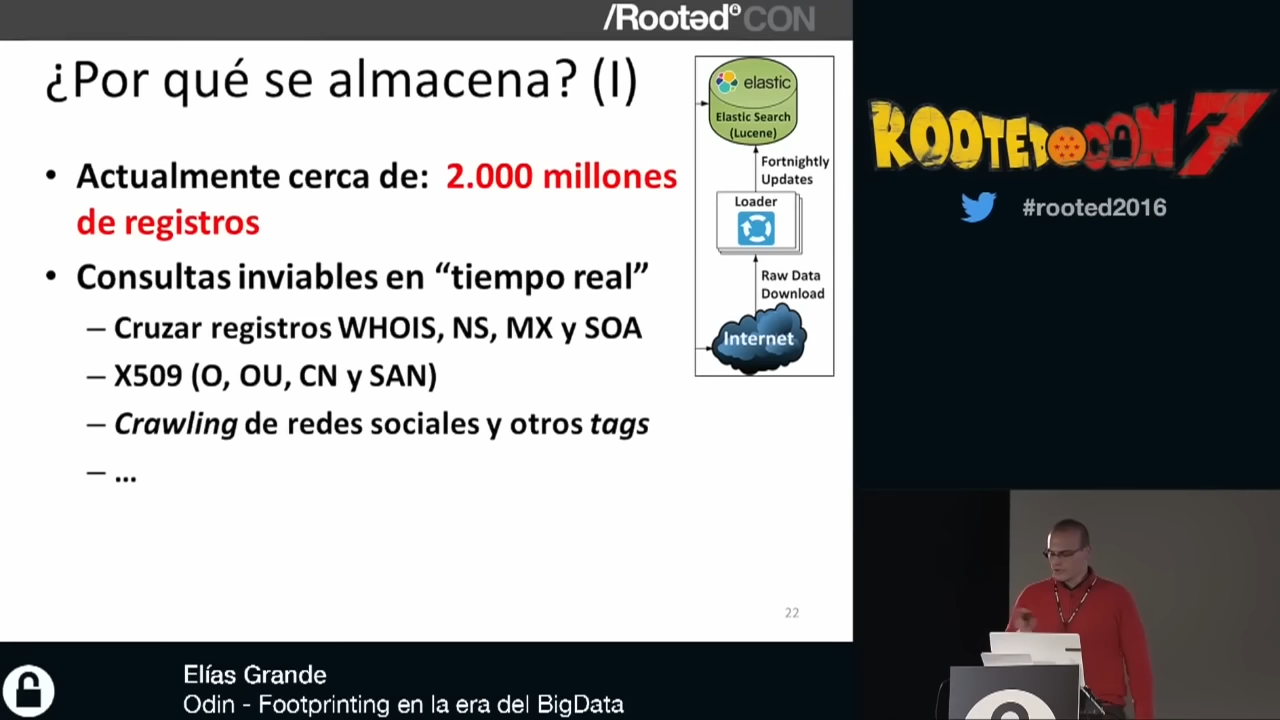 /RootedCON
¿Por qué se almacena? (I)
• Actualmente cerca de: 2.000 millones
de registros
• Consultas inviables en “tiempo real”
– Cruzar registros WHOIS, NS, MX y SOA
– X509 (O, OU, CN y SAN)
– Crawling de redes sociales y otros tags
– ...
elastic
Elastic Search
(Lucene)
Fortnightly
Updates
Loader
Raw Data
Download
Internet
22
ROOTED CON 7
#rooted2016
Elías Grande
Odin - Footprinting en la era del BigData